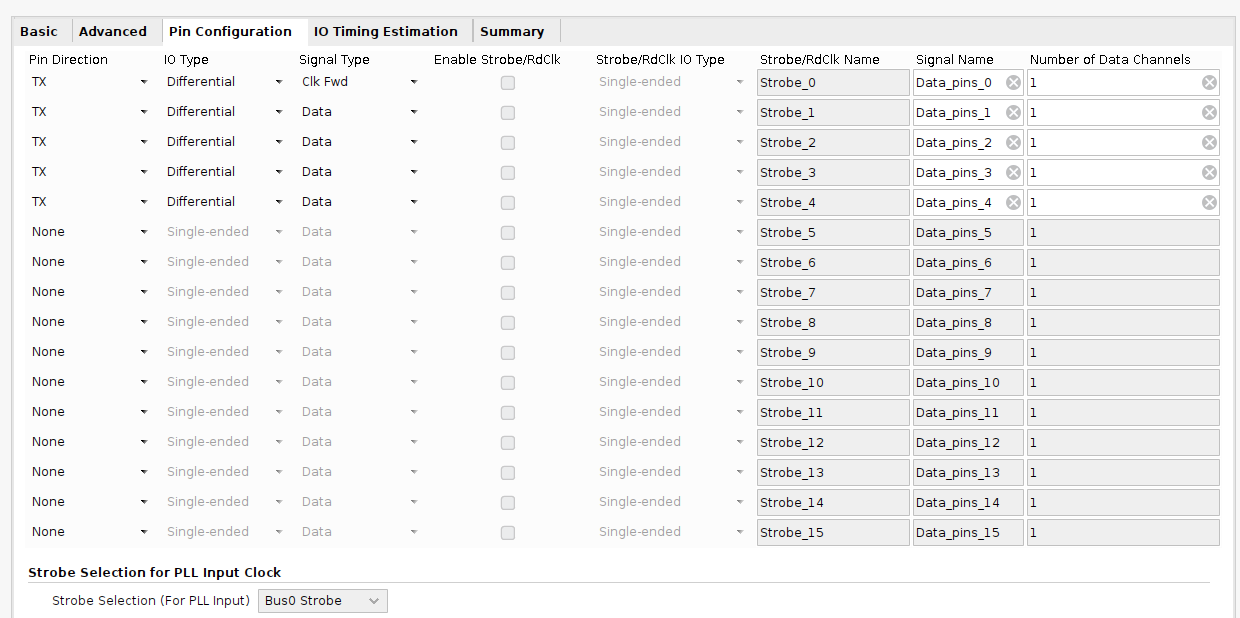 Basic Advanced Pin Configuration IO Timing Estimation Summary
Pin Direction IO Type Signal Type Enable Strobe/RdClk Strobe/RdClk IO Type Strobe/RdClk Name Signal Name Number of Data Channels
TX Differential Clk Fwd Single-ended Strobe_0 Data_pins_0 1
TX Differential Data Single-ended Strobe_1 Data_pins_1 1
TX Differential Data Single-ended Strobe_2 Data_pins_2 1
TX Differential Data Single-ended Strobe_3 Data_pins_3 1
TX Differential Data Single-ended Strobe_4 Data_pins_4 1
None Single-ended Data Single-ended Strobe_5 Data_pins_5 1
None Single-ended Data Single-ended Strobe_6 Data_pins_6 1
None Single-ended Data Single-ended Strobe_7 Data_pins_7 1
None Single-ended Data Single-ended Strobe_8 Data_pins_8 1
None Single-ended Data Single-ended Strobe_9 Data_pins_9 1
None Single-ended Data Single-ended Strobe_10 Data_pins_10 1
None Single-ended Data Single-ended Strobe_11 Data_pins_11 1
None Single-ended Data Single-ended Strobe_12 Data_pins_12 1
None Single-ended Data Single-ended Strobe_13 Data_pins_13 1
None Single-ended Data Single-ended Strobe_14 Data_pins_14 1
None Single-ended Data Single-ended Strobe_15 Data_pins_15 1
Strobe Selection for PLL Input Clock
Strobe Selection (For PLL Input) Bus0 Strobe